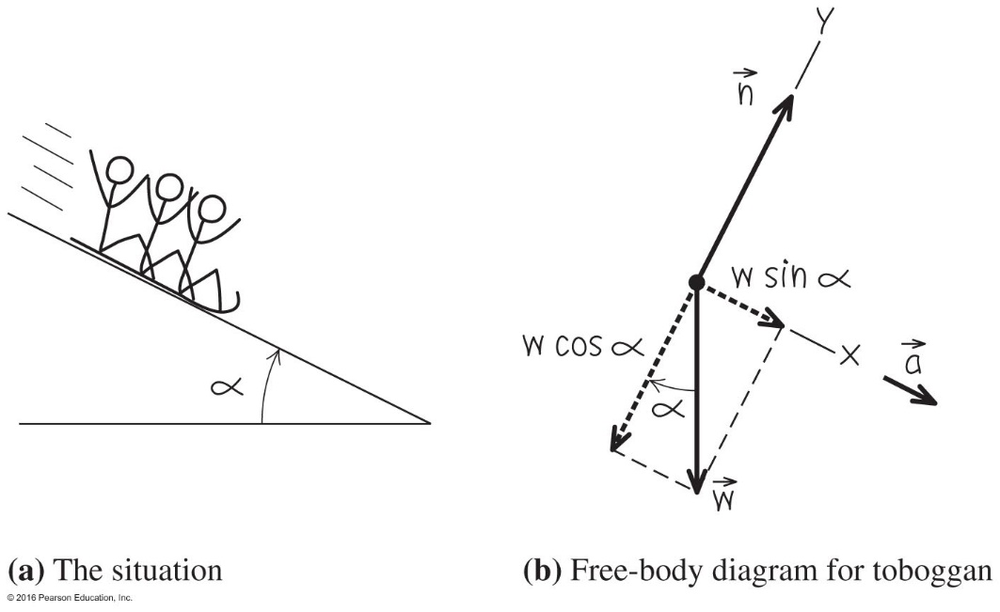 α
(a) The situation
© 2016 Pearson Education, Inc.
y
n
w sin α
w cos α
x
a
α
w
(b) Free-body diagram for toboggan